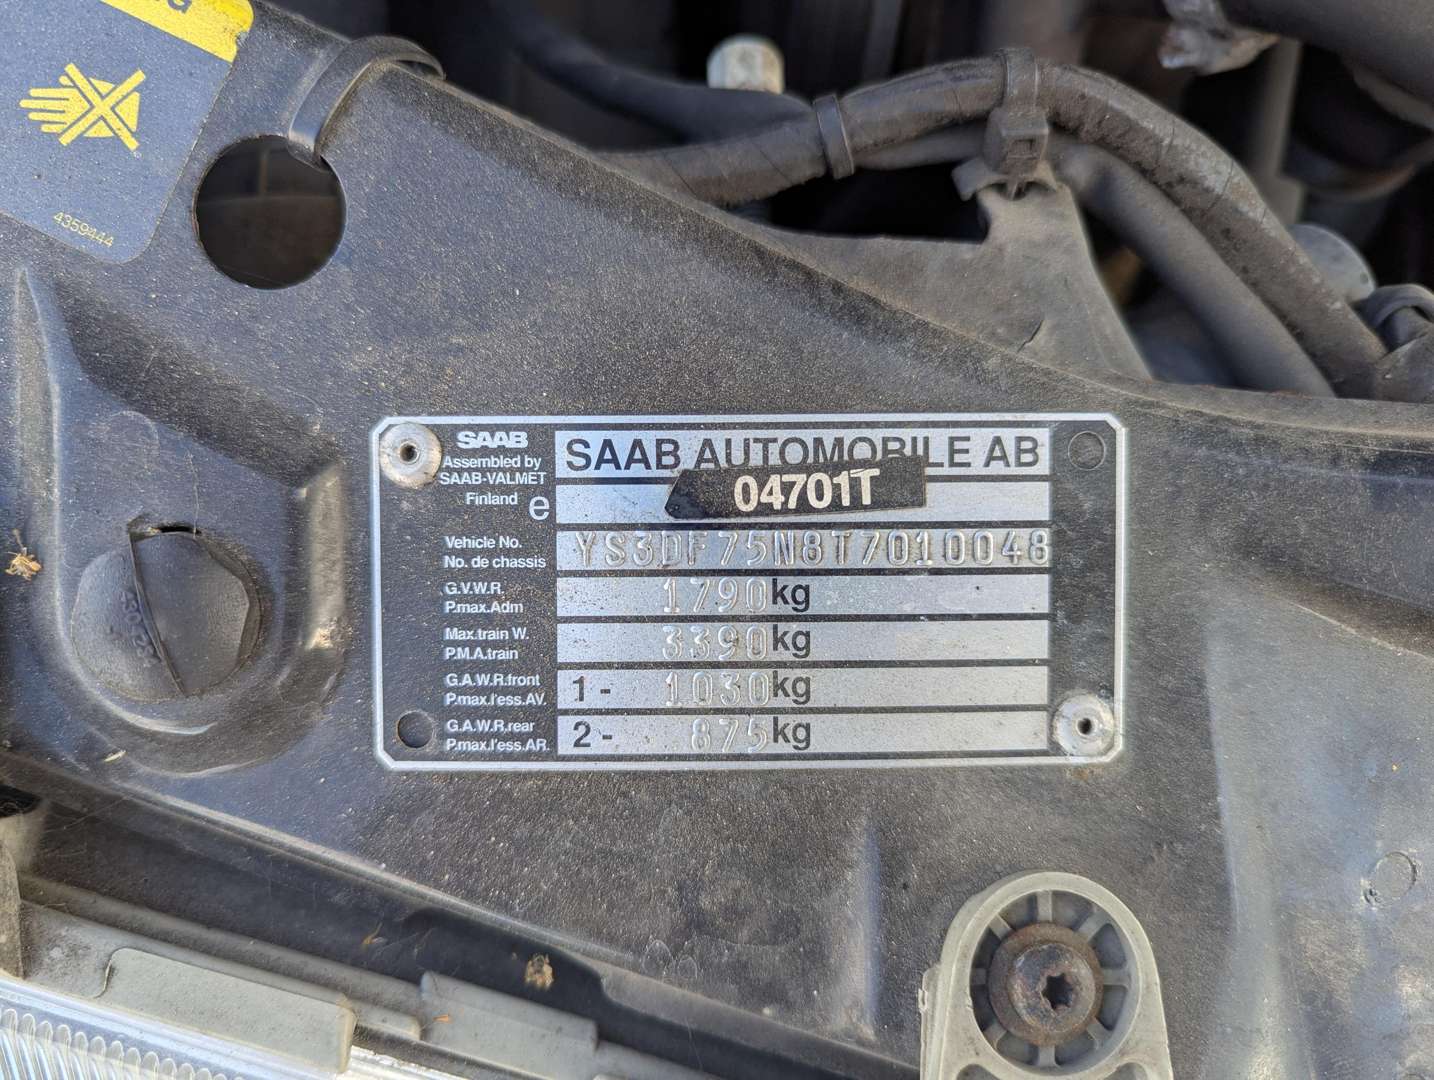 G
4359444
SAAB
Assembled by
SAAB-VALMET
Finland
e
SAAB AUTOMOBILE AB
04701T
Vehicle No.
No. de chassis
YS3DF75N8T7010048
G.V.W.R.
P.max.Adm
1790kg
Max.train W.
P.M.A.train
3390kg
G.A.W.R.front
P.max.l'ess.AV.
1- 1030kg
G.A.W.R.rear
P.max.l'ess.AR.
2- 875kg